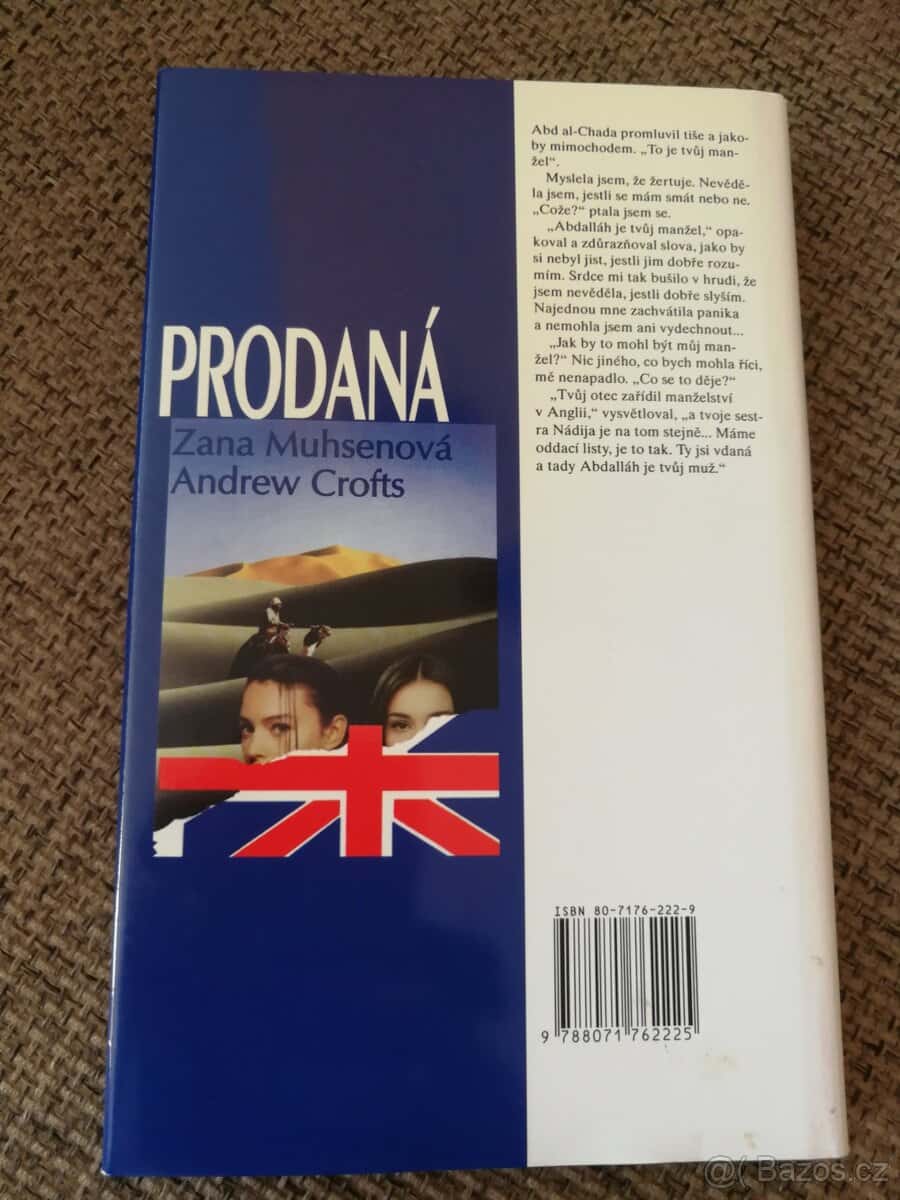 PRODANÁ
Zana Muhsenová
Andrew Crofts
Abd al-Chada promluvil tiše a jako-
by mimochodem. „To je tvůj man-
žel“.
Myslela jsem, že žertuje. Nevědě-
la jsem, jestli se mám smát nebo ne.
„Cože?“ ptala jsem se.
„Abdalláh je tvůj manžel,“ opa-
koval a zdůrazňoval slova, jako by
si nebyl jist, jestli jim dobře rozu-
mím. Srdce mi tak bušilo v hrudi, že
jsem nevěděla, jestli dobře slyším.
Najednou mne zachvátila panika
a nemohla jsem ani vydechnout...
„Jak by to mohl být můj man-
žel?“ Nic jiného, co bych mohla říci,
mě nenapadlo. „Co se to děje?“
„Tvůj otec zařídil manželství
v Anglii,“ vysvětloval, „a tvoje sest-
ra Nádija je na tom stejně... Máme
oddací listy, je to tak. Ty jsi vdaná
a tady Abdalláh je tvůj muž.“
ISBN 80-7176-222-9
9 788071 762225
@( Bazos.cz